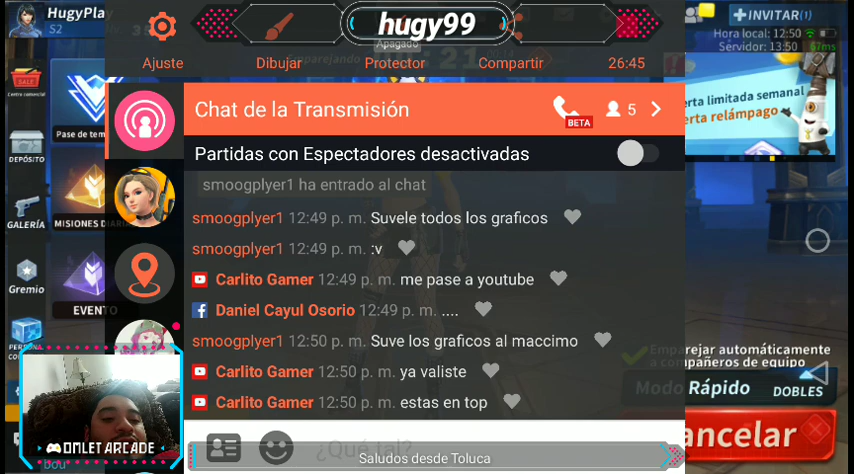 HugyPlay
S2
hugy99
Apagado
Ajuste
Dibujar
Protector
Compartir
26:45
INVITAR(1)
Hora local: 12:50
Servidor: 13:50
67ms
SALE
Centro comercial
DEPÓSITO
GALERÍA
Gremio
Pase de tem
MISIONES DIARIA
EVENTO
erta limitada semanal
erta relámpago.
Chat de la Transmisión
BETA
5
Partidas con Espectadores desactivadas
smoogplyer1 ha entrado al chat
smoogplyer1 12:49 p. m. Suvele todos los graficos
smoogplyer1 12:49 p. m. :v
Carlito Gamer 12:49 p. m. me pase a youtube
Daniel Cayul Osorio 12:49 p. m. ....
smoogplyer1 12:50 p. m. Suve los graficos al maccimo
Carlito Gamer 12:50 p. m. ya valiste
Carlito Gamer 12:50 p. m. estas en top
¿Qué tal?
Saludos desde Toluca
OMLET ARCADE
Emparejar automáticamente
a compañeros de equipo
Modo Rápido
DOBLES
ancelar